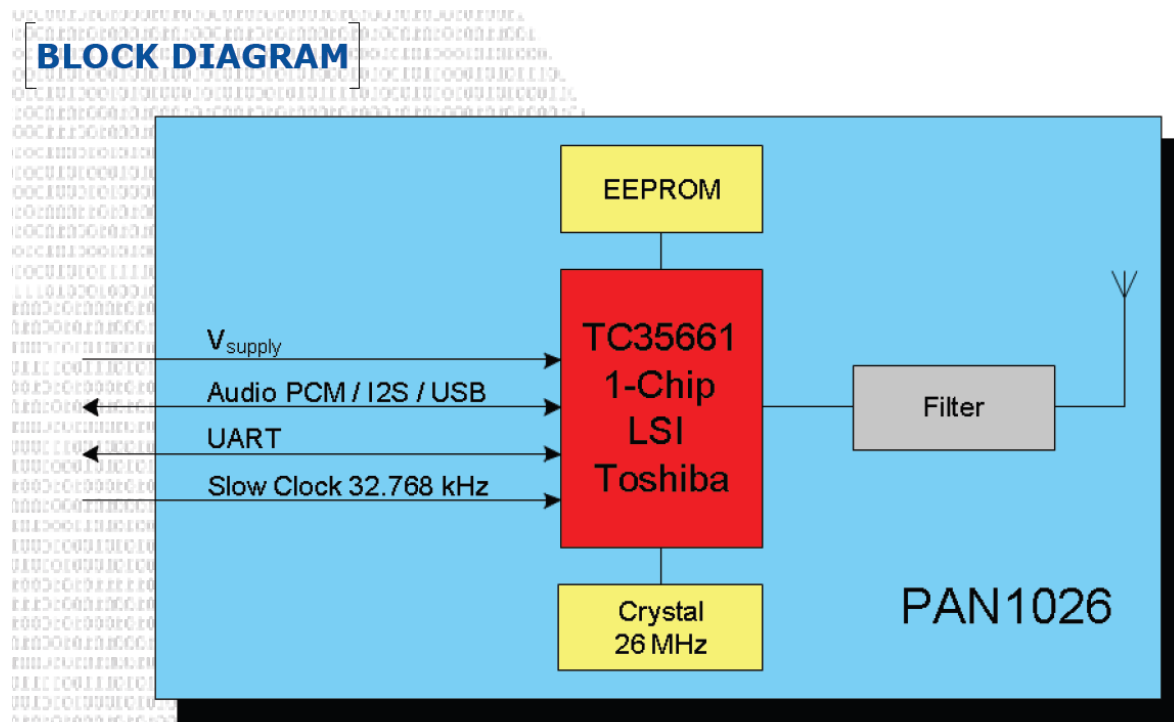 BLOCK DIAGRAM
EEPROM
TC35661
1-Chip
LSI
Toshiba
Vsupply
Audio PCM / I2S / USB
UART
Slow Clock 32.768 kHz
Filter
Crystal
26 MHz
PAN1026